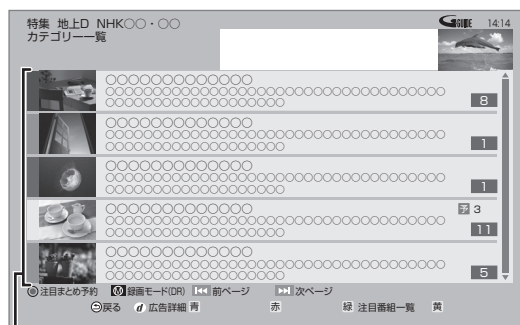 特集 地上D NHK○○・○○
GGUIDE 14:14
カテゴリー一覧
○○○○○○○○○○○○○
○○○○○○○○○○○○○○○○○○○○○○○○○○○○○○○○○
○○○○○○○○○○○○○○○○○○ 8
○○○○○○○○○○○○○
○○○○○○○○○○○○○○○○○○○○○○○○○○○○○○○○○
○○○○○○○○○○○○○○○○○○ 1
○○○○○○○○○○○○○
○○○○○○○○○○○○○○○○○○○○○○○○○○○○○○○○○
○○○○○○○○○○○○○○○○○○ 1
○○○○○○○○○○○○○ 予 3
○○○○○○○○○○○○○○○○○○○○○○○○○○○○○○○○○
○○○○○○○○○○○○○○○○○○ 11
○○○○○○○○○○○○○
○○○○○○○○○○○○○○○○○○○○○○○○○○○○○○○○○
○○○○○○○○○○○○○○○○○○ 5
注目まとめ予約 録画モード(DR) 前ページ 次ページ
戻る d 広告詳細 青 赤 緑 注目番組一覧 黄